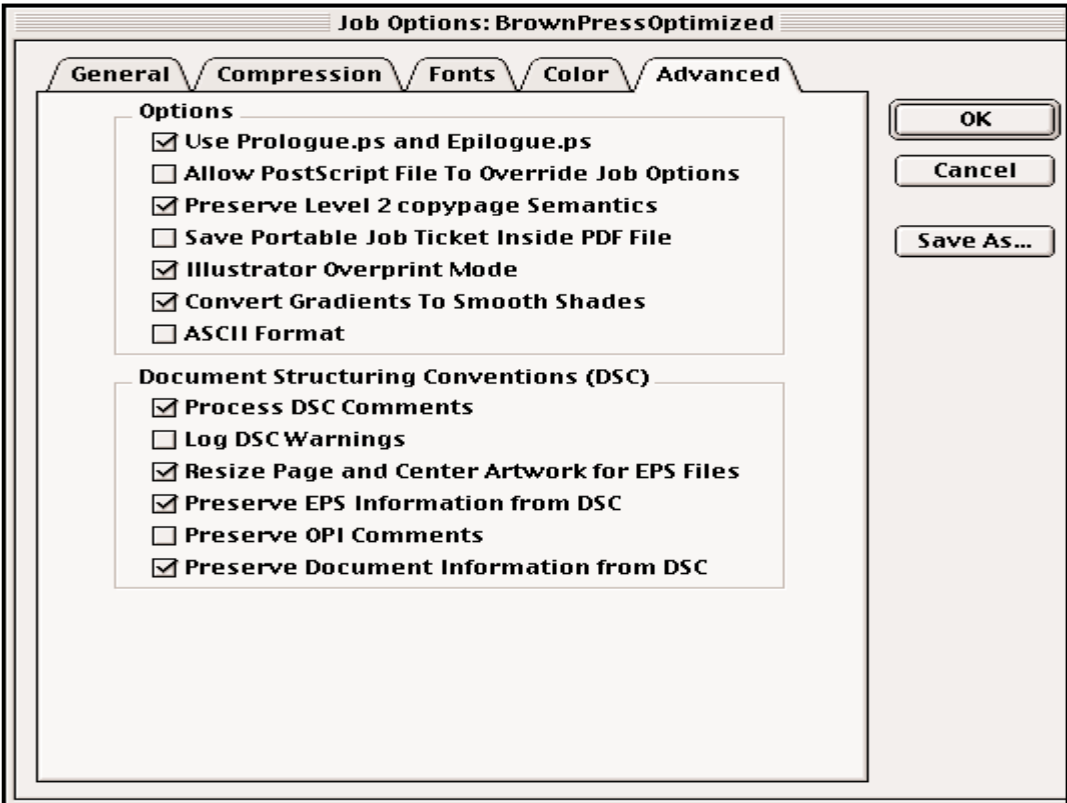 Job Options: BrownPressOptimized
General Compression Fonts Color Advanced
Options
Use Prologue.ps and Epilogue.ps
Allow PostScript File To Override Job Options
Preserve Level 2 copypage Semantics
Save Portable Job Ticket Inside PDF File
Illustrator Overprint Mode
Convert Gradients To Smooth Shades
ASCII Format
Document Structuring Conventions (DSC)
Process DSC Comments
Log DSC Warnings
Resize Page and Center Artwork for EPS Files
Preserve EPS Information from DSC
Preserve OPI Comments
Preserve Document Information from DSC
OK
Cancel
Save As...